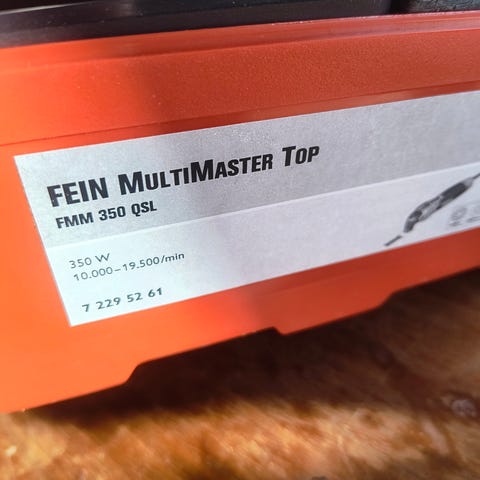 FEIN MULTIMASTER TOP
FMM 350 QSL
350 W
10.000–19.500/min
7 229 52 61